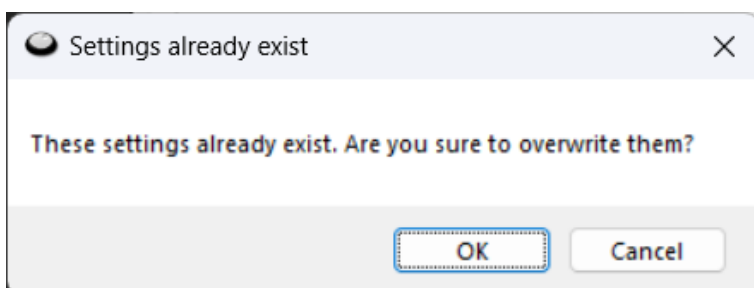 Settings already exist
These settings already exist. Are you sure to overwrite them?
OK
Cancel